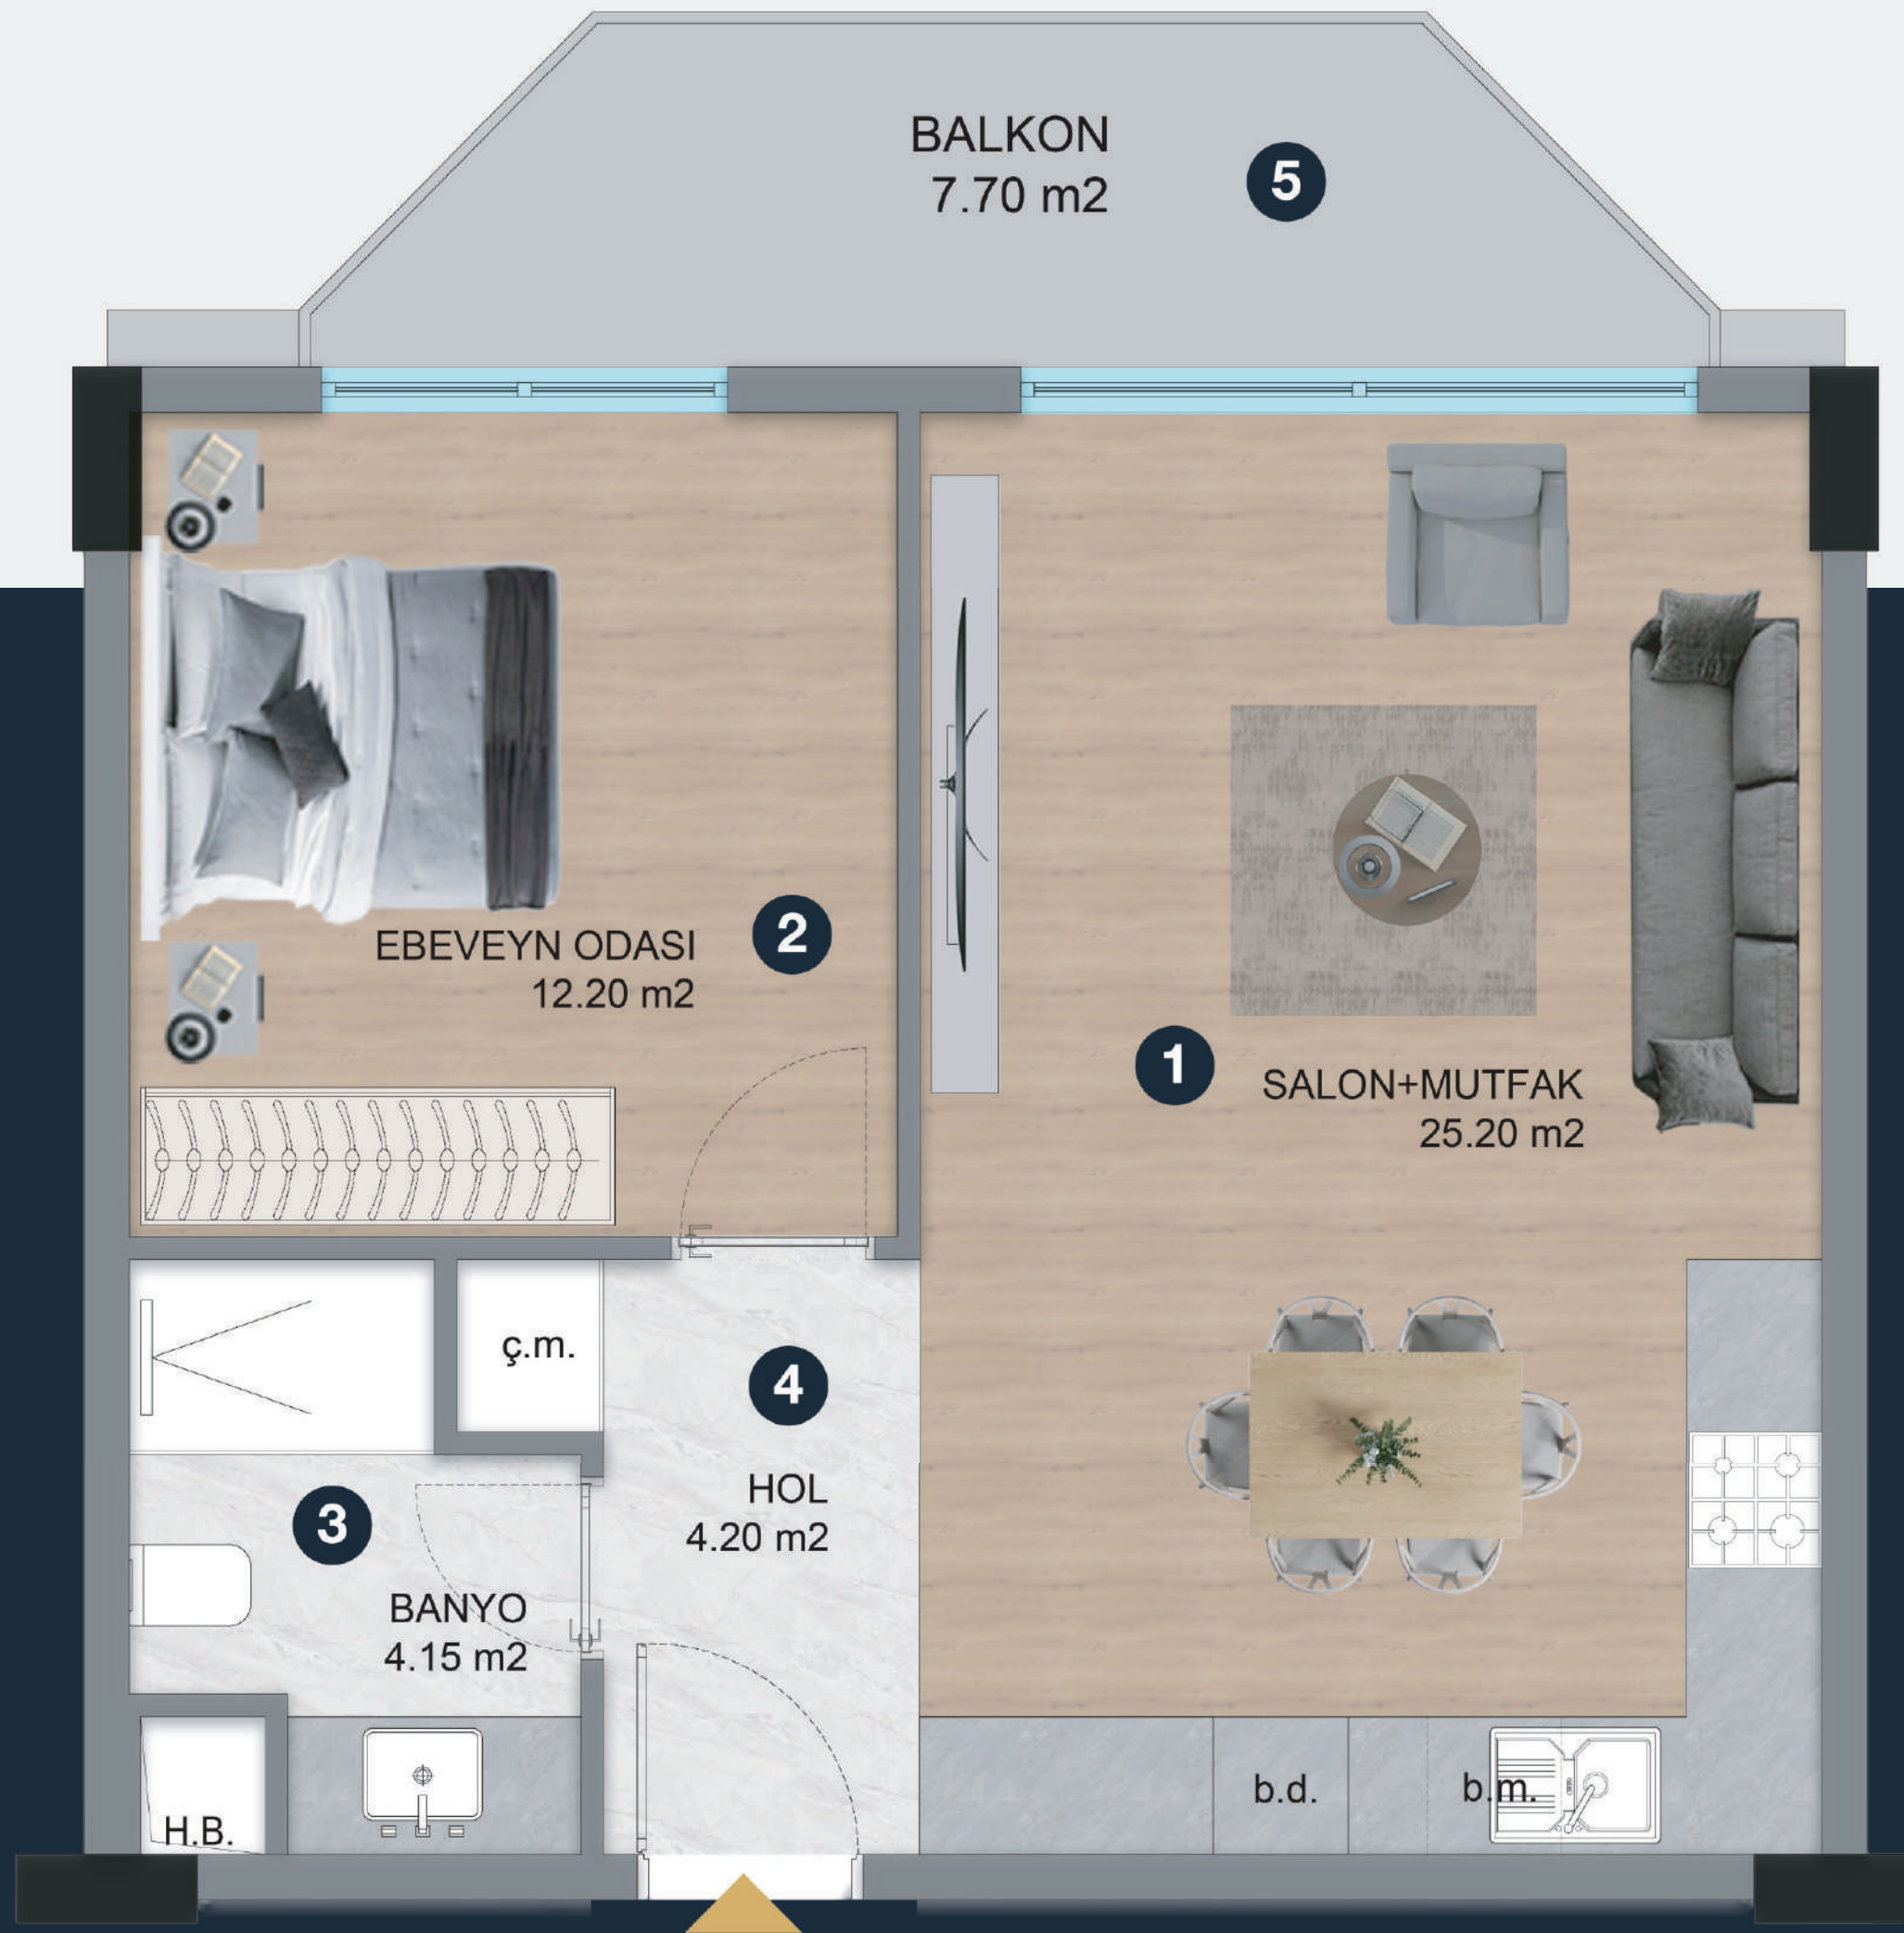 BALKON
7.70 m2
5
EBEVEYN ODASI
12.20 m2
2
1
SALON+MUTFAK
25.20 m2
ç.m.
4
HOL
4.20 m2
3
BANYO
4.15 m2
H.B.
b.d.
b.m.